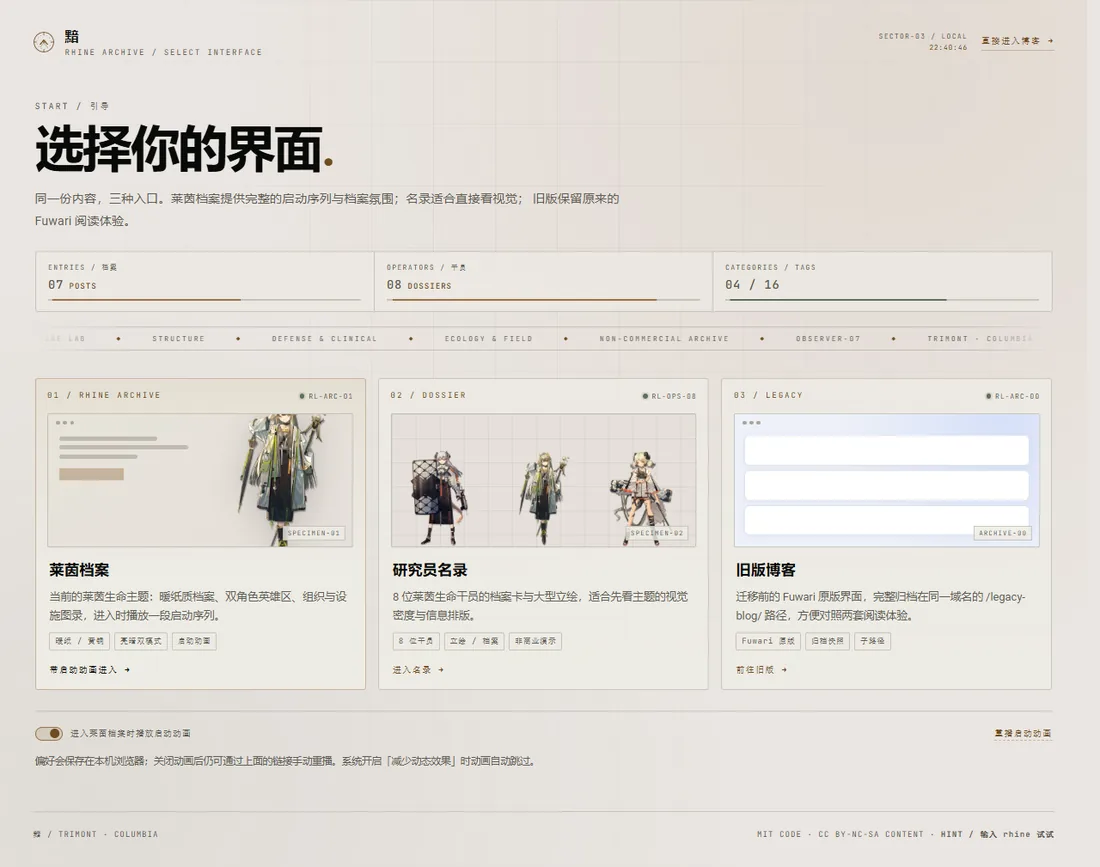 黯
RHINE ARCHIVE / SELECT INTERFACE
SECTOR-03 / LOCAL
22:40:46
直接进入博客 →
START / 引导
选择你的界面.
同一份内容，三种入口。莱茵档案提供完整的启动序列与档案氛围；名录适合直接看视觉； 旧版保留原来的
Fuwari 阅读体验。
ENTRIES / 档案
07 POSTS
OPERATORS / 干员
08 DOSSIERS
CATEGORIES / TAGS
04 / 16
LAB ◆ STRUCTURE ◆ DEFENSE & CLINICAL ◆ ECOLOGY & FIELD ◆ NON-COMMERCIAL ARCHIVE ◆ OBSERVER-07 ◆ TRIMONT · COLUMBIA
01 / RHINE ARCHIVE
RL-ARC-01
SPECIMEN-01
莱茵档案
当前的莱茵生命主题：暖纸质档案、双角色英雄区、组织与设
施图录，进入时播放一段启动序列。
暖纸 / 黄铜
亮暗双模式
启动动画
带启动动画进入 →
02 / DOSSIER
RL-OPS-08
SPECIMEN-02
研究员名录
8 位莱茵生命干员的档案卡与大型立绘，适合先看主题的视觉
密度与信息排版。
8 位干员
立绘 / 档案
非商业演示
进入名录 →
03 / LEGACY
RL-ARC-00
ARCHIVE-00
旧版博客
迁移前的 Fuwari 原版界面，完整归档在同一域名的 /legacy-
blog/ 路径，方便对照两套阅读体验。
Fuwari 原版
归档快照
子路径
前往旧版 →
进入莱茵档案时播放启动动画
重播启动动画
偏好会保存在本机浏览器；关闭动画后仍可通过上面的链接手动重播。系统开启「减少动态效果」时动画自动跳过。
黯 / TRIMONT · COLUMBIA
MIT CODE · CC BY-NC-SA CONTENT · HINT / 输入 rhine 试试